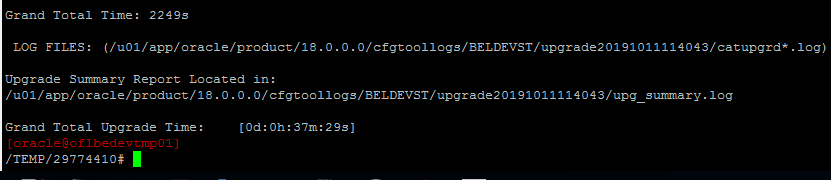 Grand Total Time: 2249s
LOG FILES: (/u01/app/oracle/product/18.0.0.0/cfgtoollogs/BELDEVST/upgrade20191011114043/catupgrd*.log)
Upgrade Summary Report Located in:
/u01/app/oracle/product/18.0.0.0/cfgtoollogs/BELDEVST/upgrade20191011114043/upg_summary.log
Grand Total Upgrade Time:    [0d:0h:37m:29s]
[oracle@oflbedevtmp01]
/TEMP/29774410#